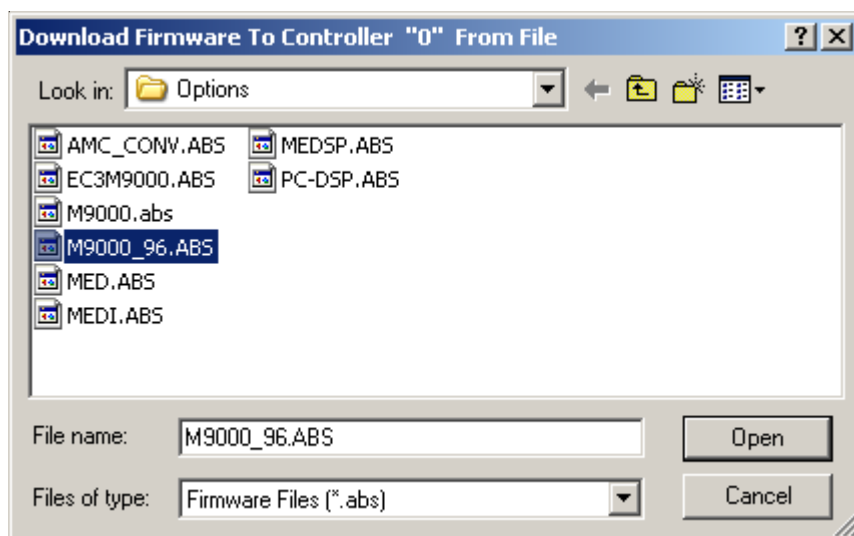 Download Firmware To Controller "0" From File
Look in: Options
AMC_CONV.ABS MEDSP.ABS
EC3M9000.ABS PC-DSP.ABS
M9000.abs
M9000_96.ABS
MED.ABS
MEDI.ABS
File name: M9000_96.ABS Open
Files of type: Firmware Files (*.abs) Cancel